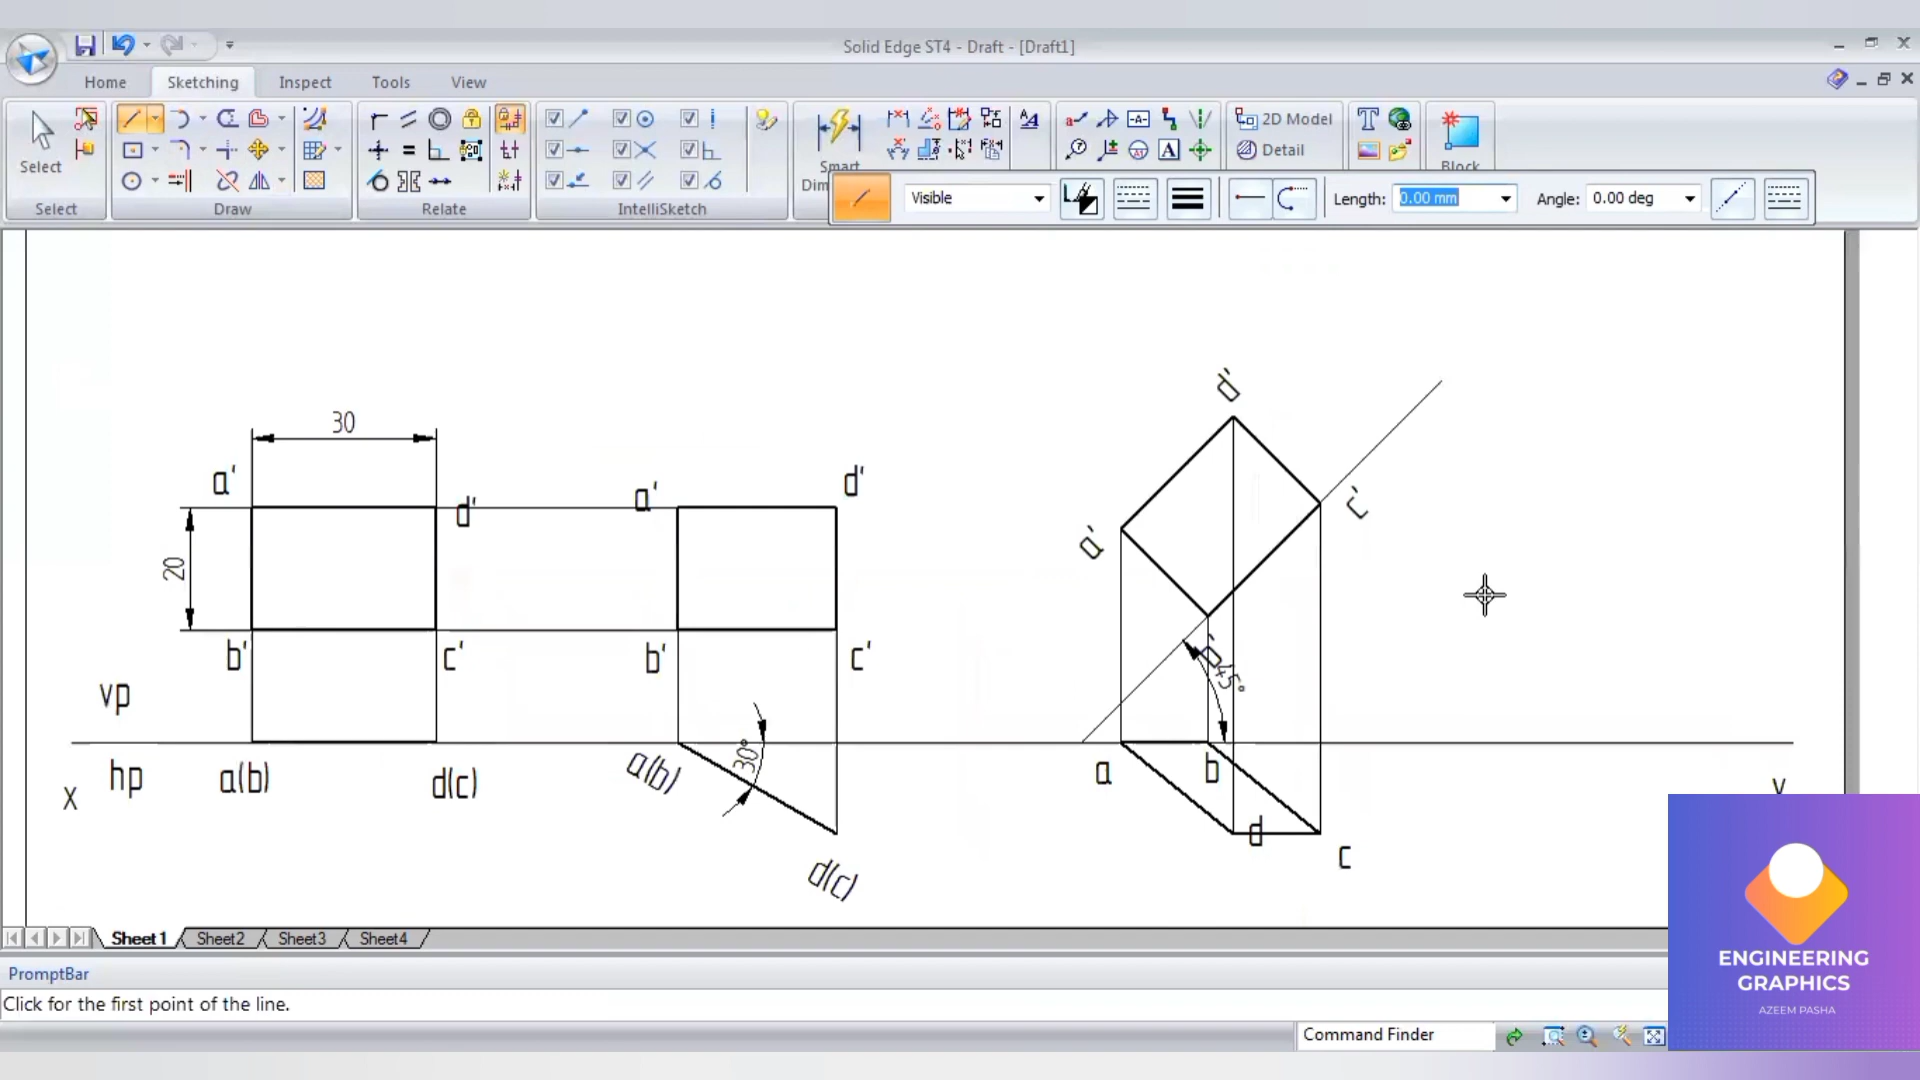 Solid Edge ST4 - Draft - [Draft1]
Home Sketching Inspect Tools View
2D Model
Select Smart Detail Block
Select Draw Relate IntelliSketch
Visible Length: 0.00 mm Angle: 0.00 deg
d'
30
a' d' a' d' c'
a'
20
b' c' b' c' b'
45°
vp
30°
hp a(b) d(c) a(b) a b
x
d
d(c) c
Sheet1 Sheet2 Sheet3 Sheet4
PromptBar
Click for the first point of the line.
Command Finder
ENGINEERING
GRAPHICS
AZEEM PASHA